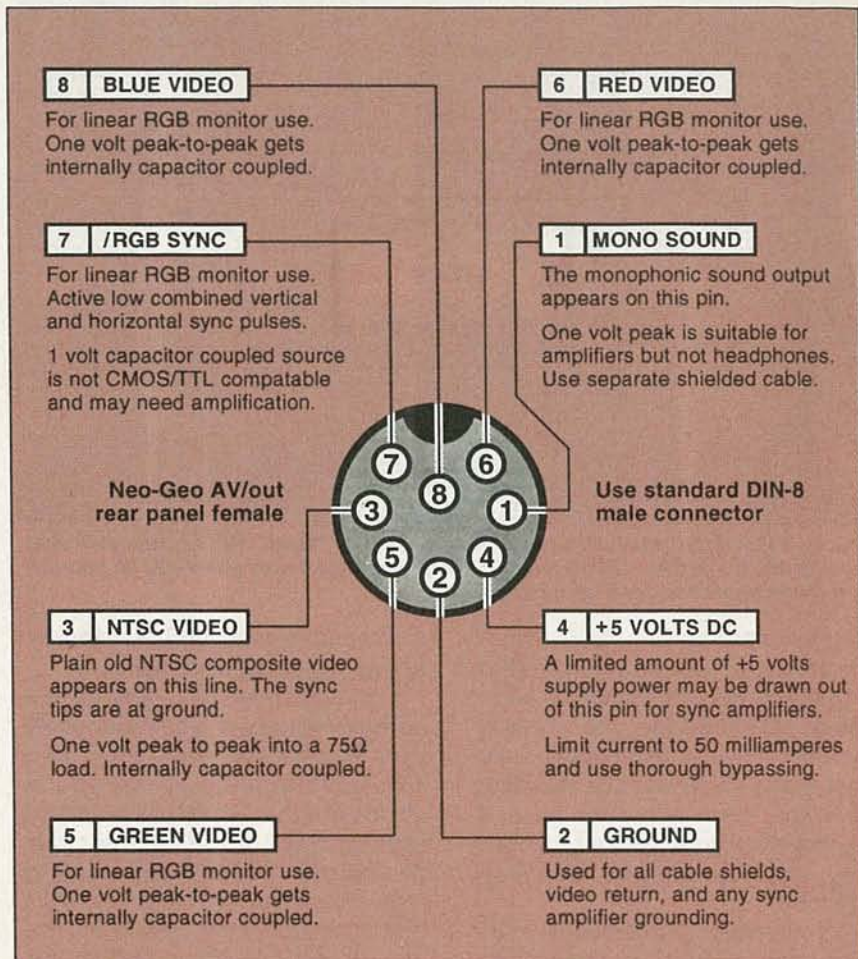 8 BLUE VIDEO
For linear RGB monitor use.
One volt peak-to-peak gets
internally capacitor coupled.
6 RED VIDEO
For linear RGB monitor use.
One volt peak-to-peak gets
internally capacitor coupled.
7 /RGB SYNC
For linear RGB monitor use.
Active low combined vertical
and horizontal sync pulses.
1 volt capacitor coupled source
is not CMOS/TTL compatable
and may need amplification.
1 MONO SOUND
The monophonic sound output
appears on this pin.
One volt peak is suitable for
amplifiers but not headphones.
Use separate shielded cable.
Neo-Geo AV/out
rear panel female
7
8
6
3
1
5
2
4
Use standard DIN-8
male connector
3 NTSC VIDEO
Plain old NTSC composite video
appears on this line. The sync
tips are at ground.
One volt peak to peak into a 75Ω
load. Internally capacitor coupled.
4 +5 VOLTS DC
A limited amount of +5 volts
supply power may be drawn out
of this pin for sync amplifiers.
Limit current to 50 milliamperes
and use thorough bypassing.
5 GREEN VIDEO
For linear RGB monitor use.
One volt peak-to-peak gets
internally capacitor coupled.
2 GROUND
Used for all cable shields,
video return, and any sync
amplifier grounding.